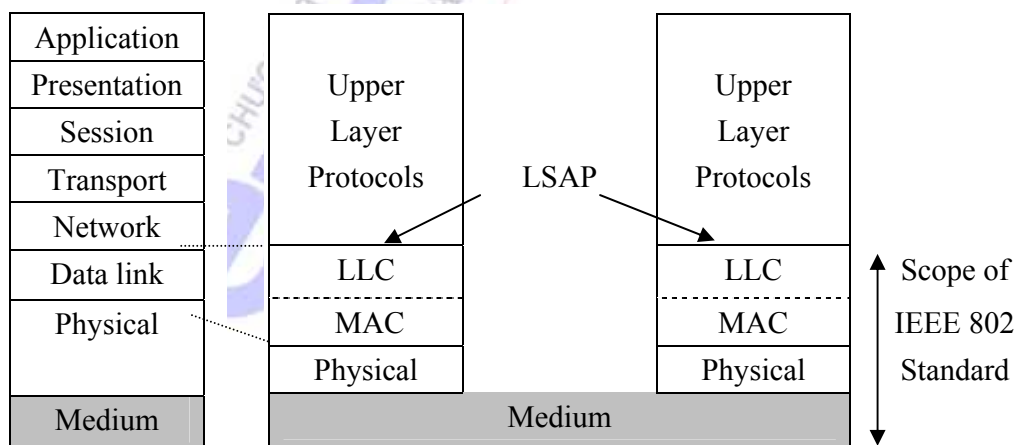 Application
Presentation
Session
Transport
Network
Data link
Physical
Medium
Upper
Layer
Protocols
LLC
MAC
Physical
LSAP
Upper
Layer
Protocols
LLC
MAC
Physical
Medium
Scope of
IEEE 802
Standard